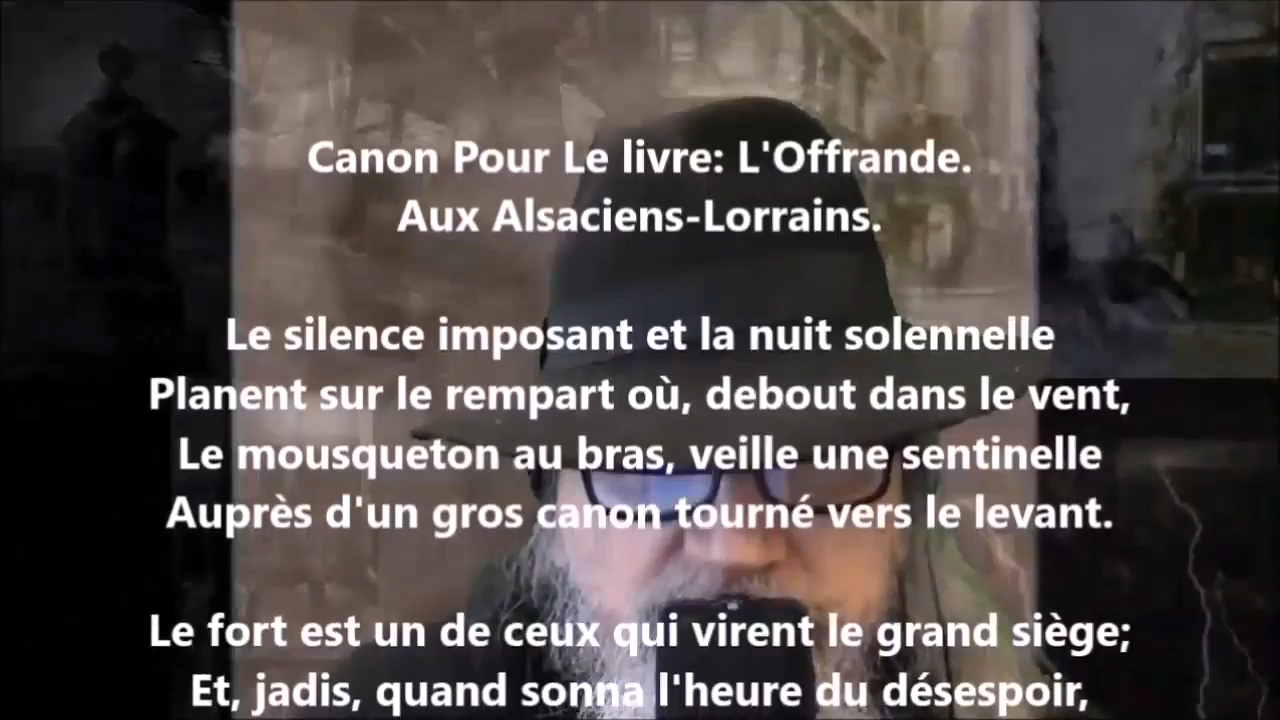 Canon Pour Le livre: L'Offrande.
Aux Alsaciens-Lorrains.
Le silence imposant et la nuit solennelle
Planent sur le rempart où, debout dans le vent,
Le mousqueton au bras, veille une sentinelle
Auprès d'un gros canon tourné vers le levant.
Le fort est un de ceux qui virent le grand siège;
Et, jadis, quand sonna l'heure du désespoir,